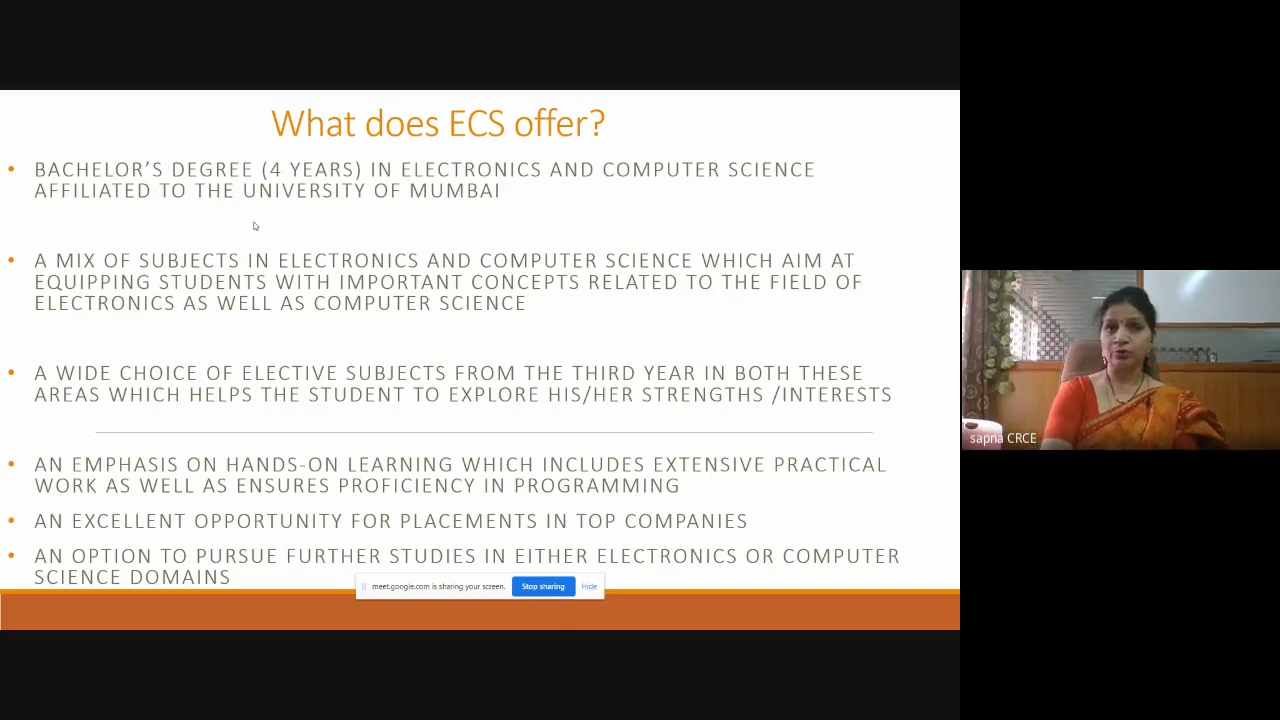 What does ECS offer?
• BACHELOR’S DEGREE (4 YEARS) IN ELECTRONICS AND COMPUTER SCIENCE
AFFILIATED TO THE UNIVERSITY OF MUMBAI
• A MIX OF SUBJECTS IN ELECTRONICS AND COMPUTER SCIENCE WHICH AIM AT
EQUIPPING STUDENTS WITH IMPORTANT CONCEPTS RELATED TO THE FIELD OF
ELECTRONICS AS WELL AS COMPUTER SCIENCE
• A WIDE CHOICE OF ELECTIVE SUBJECTS FROM THE THIRD YEAR IN BOTH THESE
AREAS WHICH HELPS THE STUDENT TO EXPLORE HIS/HER STRENGTHS /INTERESTS
• AN EMPHASIS ON HANDS-ON LEARNING WHICH INCLUDES EXTENSIVE PRACTICAL
WORK AS WELL AS ENSURES PROFICIENCY IN PROGRAMMING
• AN EXCELLENT OPPORTUNITY FOR PLACEMENTS IN TOP COMPANIES
• AN OPTION TO PURSUE FURTHER STUDIES IN EITHER ELECTRONICS OR COMPUTER
SCIENCE DOMAINS
meet.google.com is sharing your screen. Stop sharing Hide
sapna CRCE